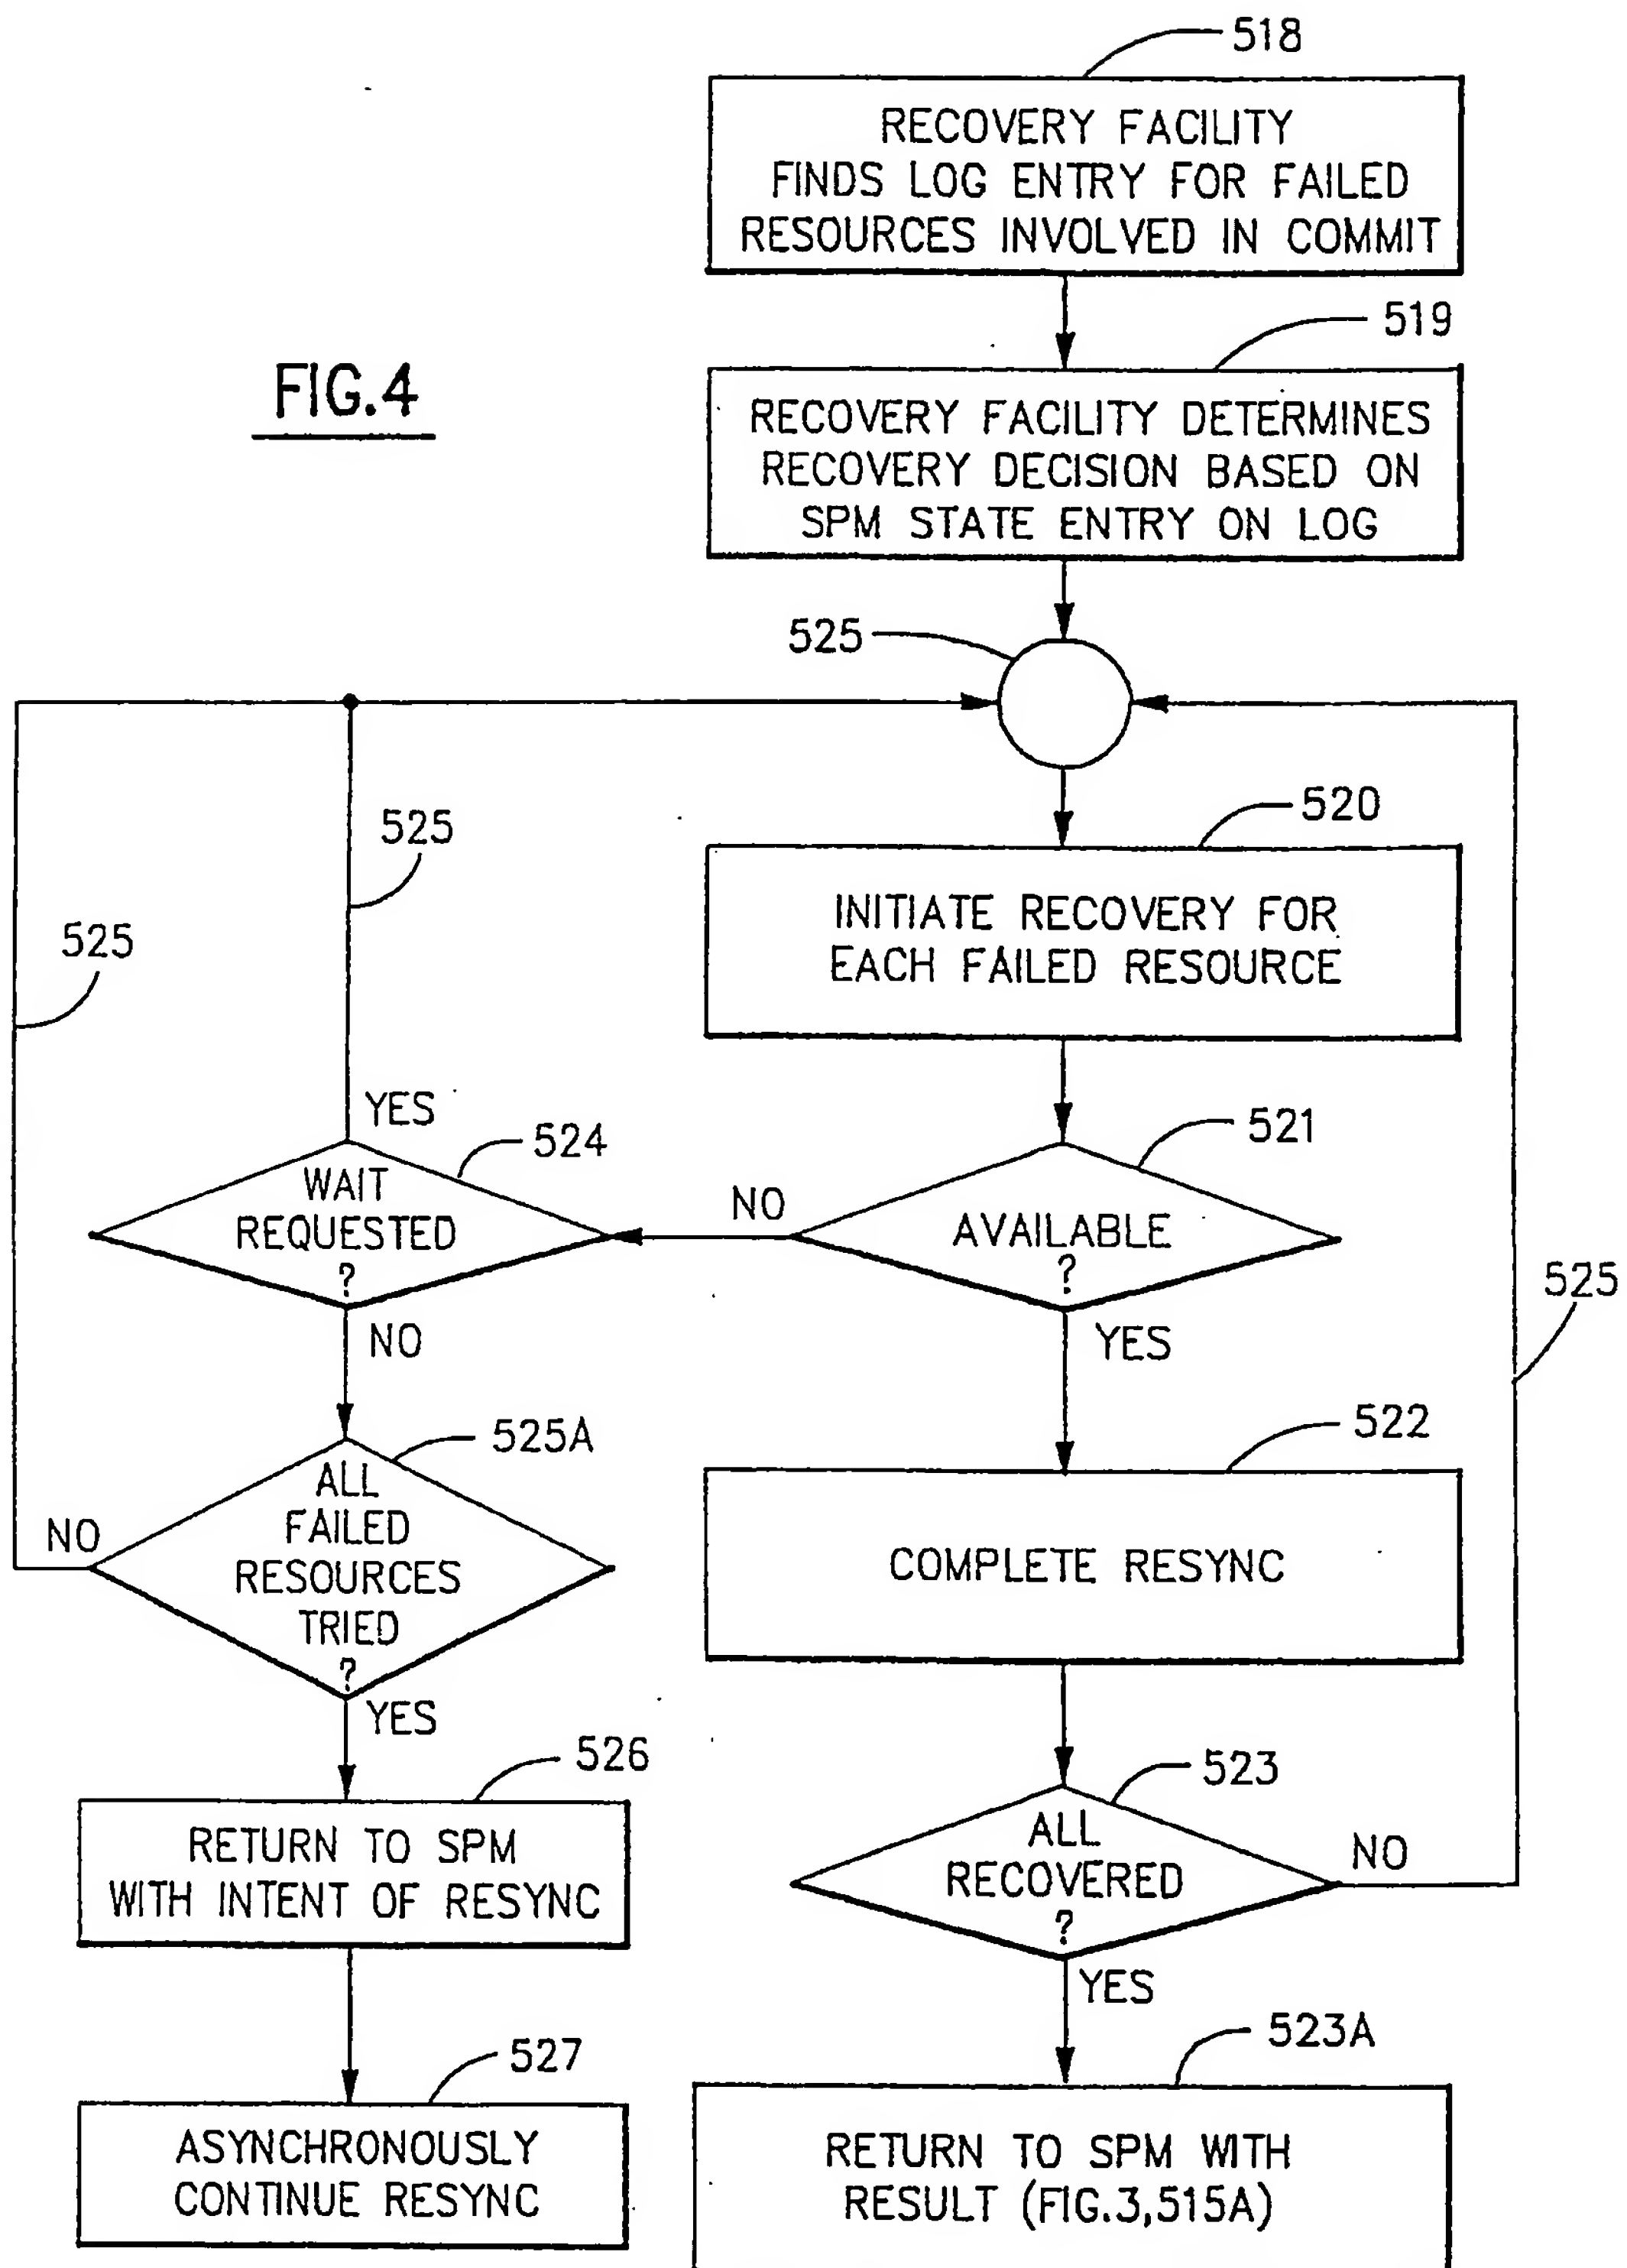 518
RECOVERY FACILITY
FINDS LOG ENTRY FOR FAILED
RESOURCES INVOLVED IN COMMIT
519
FIG.4
RECOVERY FACILITY DETERMINES
RECOVERY DECISION BASED ON
SPM STATE ENTRY ON LOG
525
520
525
INITIATE RECOVERY FOR
EACH FAILED RESOURCE
525
YES
524
521
WAIT
REQUESTED
?
NO
AVAILABLE
?
525
NO
YES
525A
522
ALL
FAILED
RESOURCES
TRIED
?
NO
COMPLETE RESYNC
YES
526
523
RETURN TO SPM
WITH INTENT OF RESYNC
ALL
RECOVERED
?
NO
YES
527
523A
ASYNCHRONOUSLY
CONTINUE RESYNC
RETURN TO SPM WITH
RESULT (FIG.3,515A)